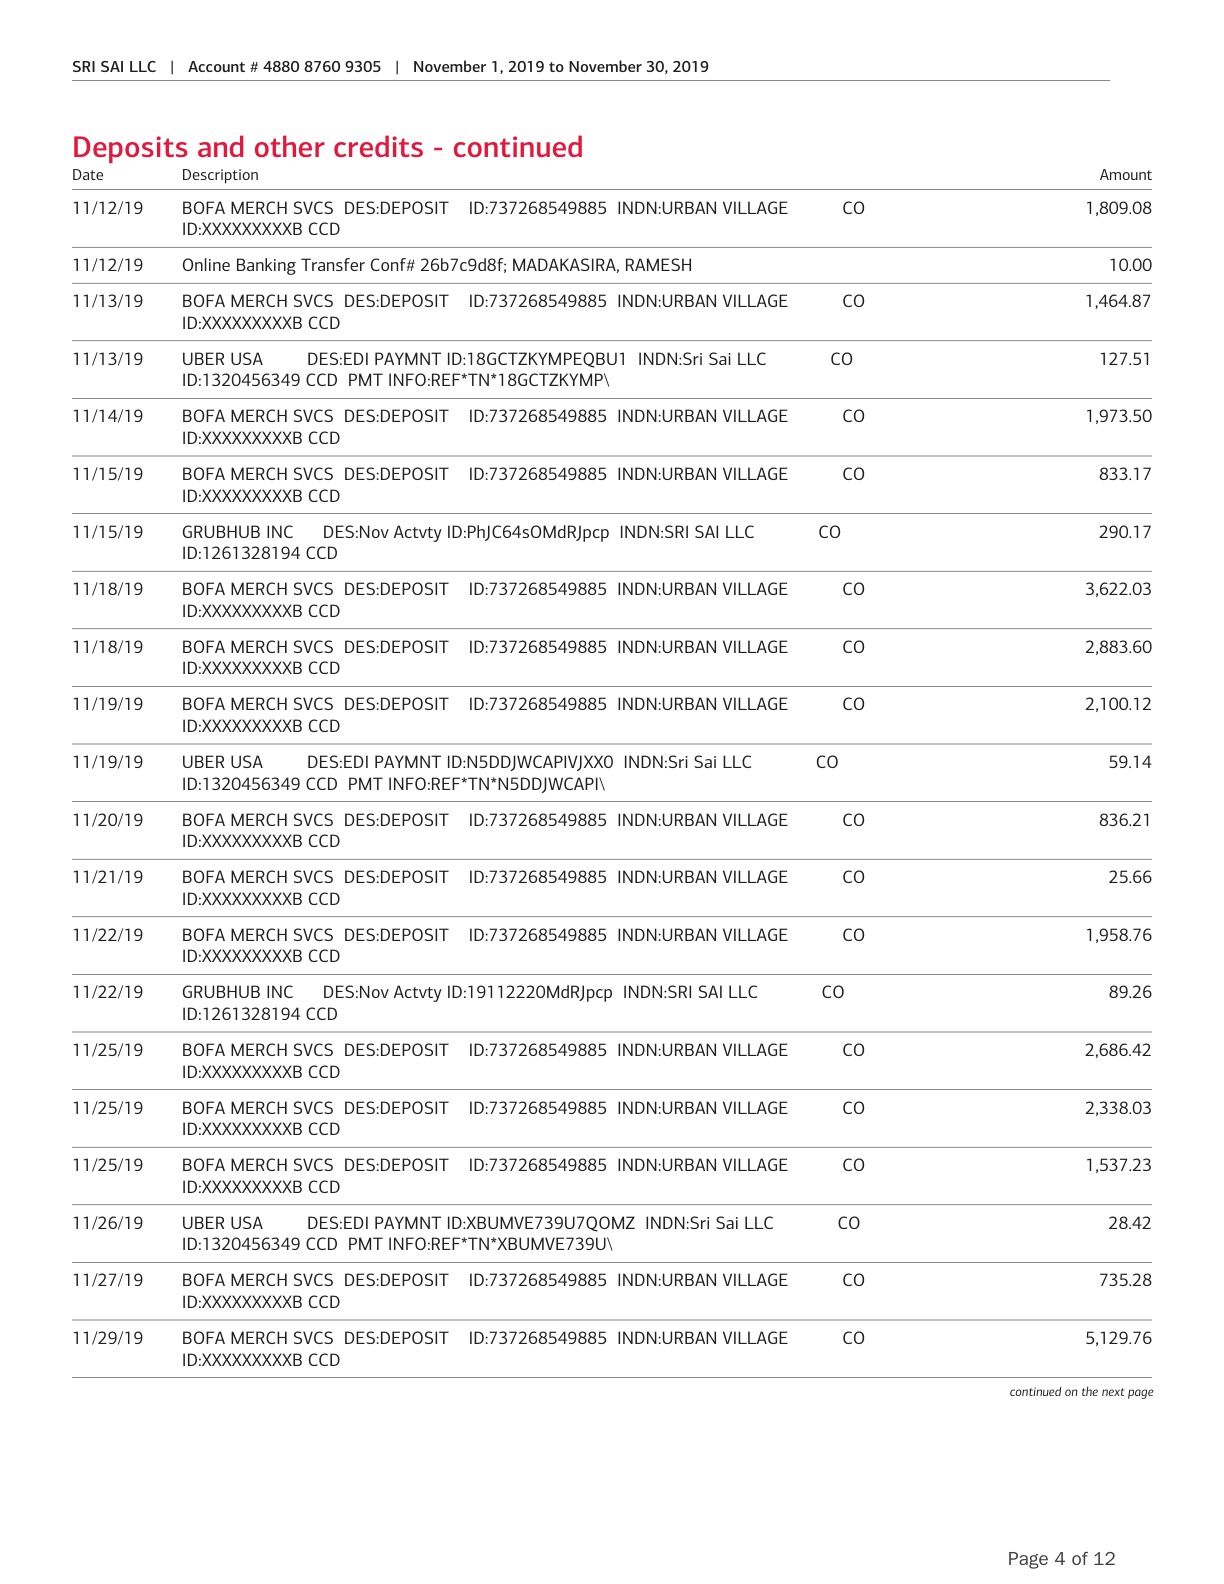 SRI SAI LLC | Account # 4880 8760 9305 | November 1, 2019 to November 30, 2019
Deposits and other credits - continued
Date Description Amount
11/12/19 BOFA MERCH SVCS DES:DEPOSIT ID:737268549885 INDN:URBAN VILLAGE CO 1,809.08
ID:XXXXXXXXXB CCD
11/12/19 Online Banking Transfer Conf# 26b7c9d8f; MADAKASIRA, RAMESH 10.00
11/13/19 BOFA MERCH SVCS DES:DEPOSIT ID:737268549885 INDN:URBAN VILLAGE CO 1,464.87
ID:XXXXXXXXXB CCD
11/13/19 UBER USA DES:EDI PAYMNT ID:18GCTZKYMPEQBU1 INDN:Sri Sai LLC CO 127.51
ID:1320456349 CCD PMT INFO:REF*TN*18GCTZKYMP\
11/14/19 BOFA MERCH SVCS DES:DEPOSIT ID:737268549885 INDN:URBAN VILLAGE CO 1,973.50
ID:XXXXXXXXXB CCD
11/15/19 BOFA MERCH SVCS DES:DEPOSIT ID:737268549885 INDN:URBAN VILLAGE CO 833.17
ID:XXXXXXXXXB CCD
11/15/19 GRUBHUB INC DES:Nov Actvty ID:PhJC64sOMdRJpcp INDN:SRI SAI LLC CO 290.17
ID:1261328194 CCD
11/18/19 BOFA MERCH SVCS DES:DEPOSIT ID:737268549885 INDN:URBAN VILLAGE CO 3,622.03
ID:XXXXXXXXXB CCD
11/18/19 BOFA MERCH SVCS DES:DEPOSIT ID:737268549885 INDN:URBAN VILLAGE CO 2,883.60
ID:XXXXXXXXXB CCD
11/19/19 BOFA MERCH SVCS DES:DEPOSIT ID:737268549885 INDN:URBAN VILLAGE CO 2,100.12
ID:XXXXXXXXXB CCD
11/19/19 UBER USA DES:EDI PAYMNT ID:N5DDJWCAPIVJXX0 INDN:Sri Sai LLC CO 59.14
ID:1320456349 CCD PMT INFO:REF*TN*N5DDJWCAPI\
11/20/19 BOFA MERCH SVCS DES:DEPOSIT ID:737268549885 INDN:URBAN VILLAGE CO 836.21
ID:XXXXXXXXXB CCD
11/21/19 BOFA MERCH SVCS DES:DEPOSIT ID:737268549885 INDN:URBAN VILLAGE CO 25.66
ID:XXXXXXXXXB CCD
11/22/19 BOFA MERCH SVCS DES:DEPOSIT ID:737268549885 INDN:URBAN VILLAGE CO 1,958.76
ID:XXXXXXXXXB CCD
11/22/19 GRUBHUB INC DES:Nov Actvty ID:19112220MdRJpcp INDN:SRI SAI LLC CO 89.26
ID:1261328194 CCD
11/25/19 BOFA MERCH SVCS DES:DEPOSIT ID:737268549885 INDN:URBAN VILLAGE CO 2,686.42
ID:XXXXXXXXXB CCD
11/25/19 BOFA MERCH SVCS DES:DEPOSIT ID:737268549885 INDN:URBAN VILLAGE CO 2,338.03
ID:XXXXXXXXXB CCD
11/25/19 BOFA MERCH SVCS DES:DEPOSIT ID:737268549885 INDN:URBAN VILLAGE CO 1,537.23
ID:XXXXXXXXXB CCD
11/26/19 UBER USA DES:EDI PAYMNT ID:XBUMVE739U7QOMZ INDN:Sri Sai LLC CO 28.42
ID:1320456349 CCD PMT INFO:REF*TN*XBUMVE739U\
11/27/19 BOFA MERCH SVCS DES:DEPOSIT ID:737268549885 INDN:URBAN VILLAGE CO 735.28
ID:XXXXXXXXXB CCD
11/29/19 BOFA MERCH SVCS DES:DEPOSIT ID:737268549885 INDN:URBAN VILLAGE CO 5,129.76
ID:XXXXXXXXXB CCD
continued on the next page
Page 4 of 12